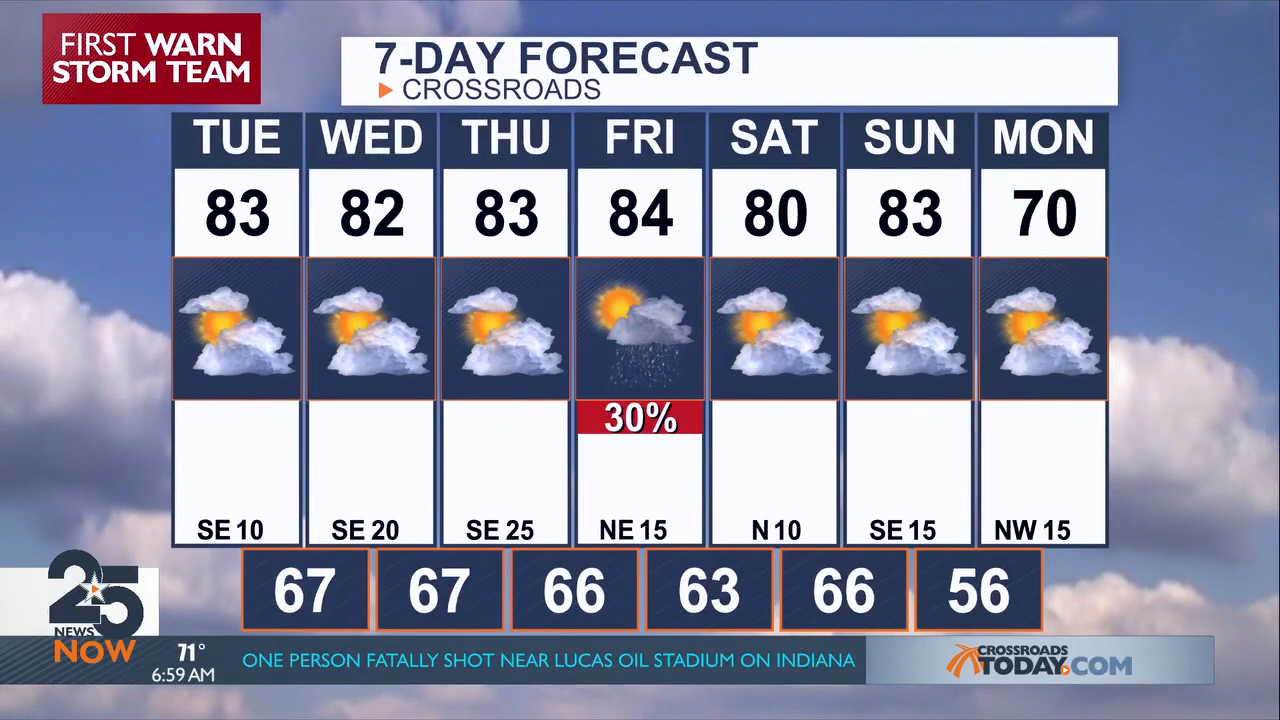 FIRST WARN
STORM TEAM
7-DAY FORECAST
CROSSROADS
TUE WED THU FRI SAT SUN MON
83 82 83 84 80 83 70
30%
SE 10 SE 20 SE 25 NE 15 N 10 SE 15 NW 15
67 67 66 63 66 56
25
NEWS
NOW
71°
6:59 AM
ONE PERSON FATALLY SHOT NEAR LUCAS OIL STADIUM ON INDIANA
CROSSROADS
TODAY.COM